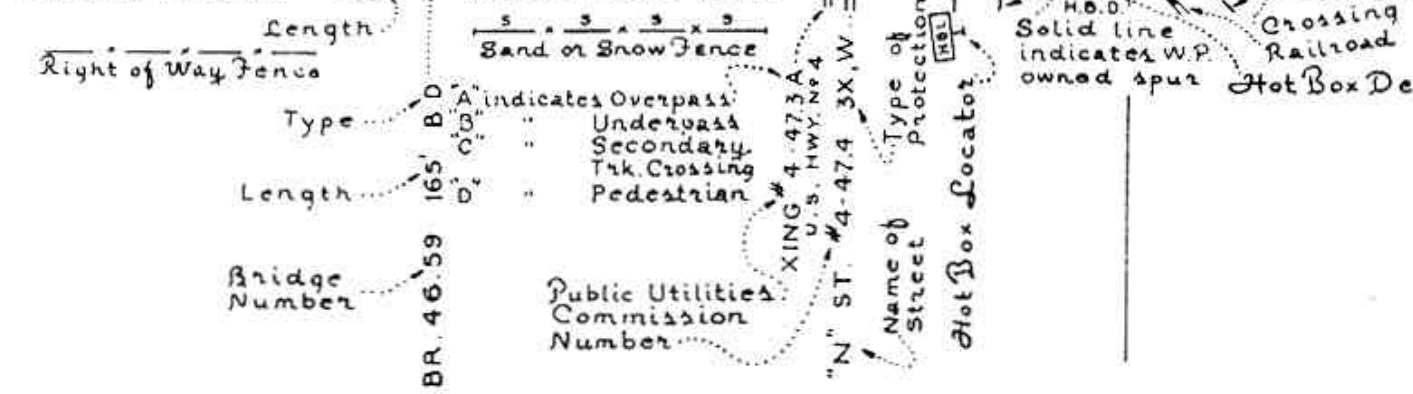 Length
Right of Way Fence
S S S S
Sand or Snow Fence
Type
Length
Bridge
Number
BR. 46.59 165' BD
"A" indicates Overpass
"B" " Underpass
"C" " Secondary
Trk. Crossing
"D" " Pedestrian
Public Utilities
Commission
Number
XING #4-47.3A
U.S. HWY. No 4
"N" ST. #4-47.4 3X,W.
Type of
Protection
Name of
Street
HBL
Hot Box Locator
H.B.D.
Solid line
indicates W.P.
owned spur
Crossing
Railroad
Hot Box De